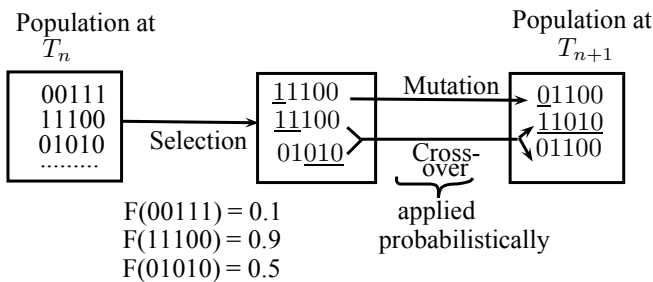 Population at
T_n
00111
11100
01010
.........
Selection
11100
11100
01010
Mutation
Cross-
over
applied
probabilistically
Population at
T_{n+1}
01100
11010
01100
F(00111) = 0.1
F(11100) = 0.9
F(01010) = 0.5